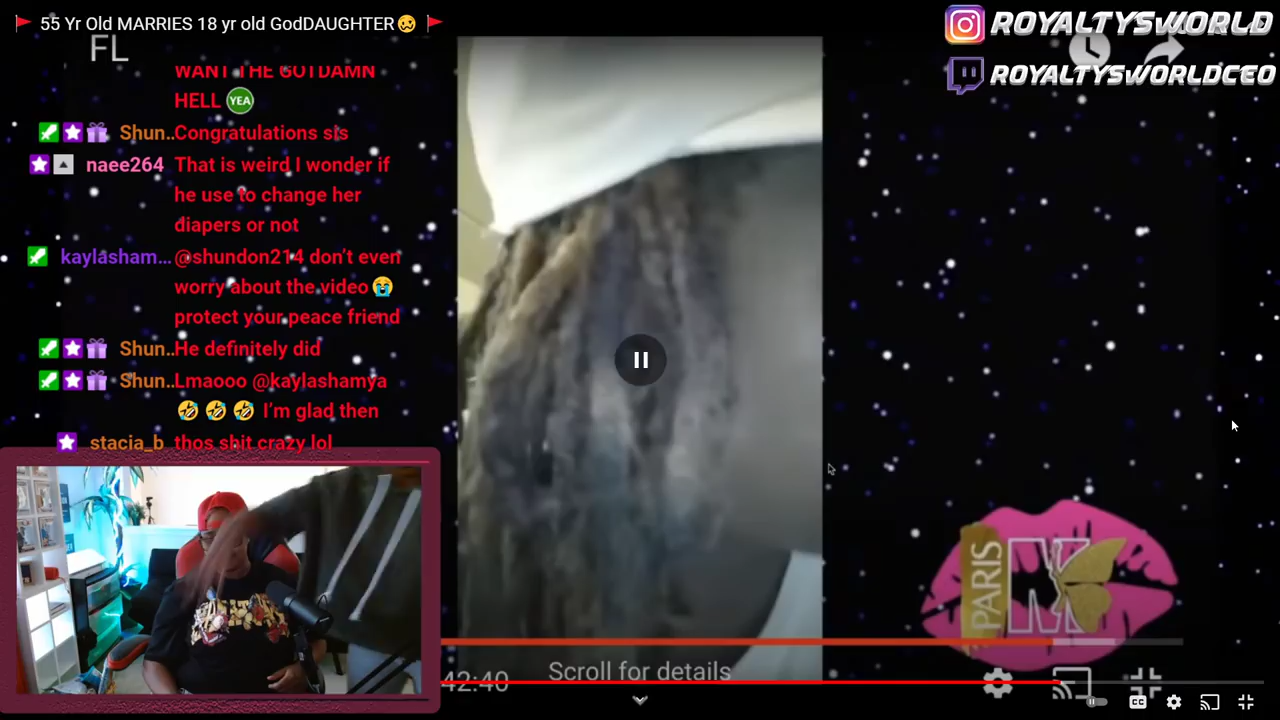 55 Yr Old MARRIES 18 yr old GodDAUGHTER
ROYALTYSWORLD
ROYALTYSWORLDCEO
FL
WANT THE GOTDAMN
HELL YEA
Shun.. Congratulations sis
naee264 That is weird I wonder if
he use to change her
diapers or not
kaylasham... @shundon214 don't even
worry about the video😭
protect your peace friend
Shun.. He definitely did
Shun.. Lmaooo @kaylashamya
🤣 🤣 🤣 I'm glad then
stacia_b thos shit crazy lol
PARIS
M
42:40
Scroll for details
CC